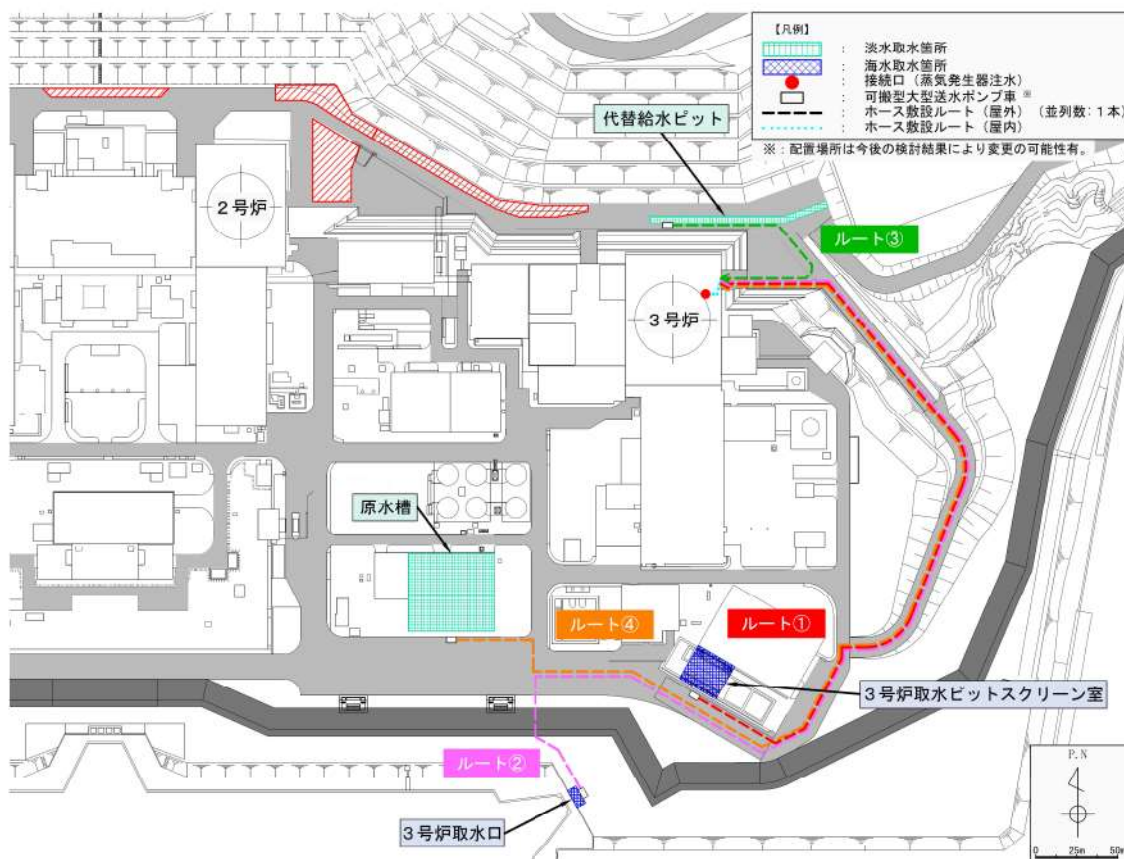 【凡例】
： 淡水取水箇所
： 海水取水箇所
： 接続口（蒸気発生器注水）
： 可搬型大型送水ポンプ車 ※
： ホース敷設ルート（屋外）（並列数：１本）
： ホース敷設ルート（屋内）
※：配置場所は今後の検討結果により変更の可能性有。
代替給水ピット
２号炉
ルート③
３号炉
原水槽
ルート④
ルート①
３号炉取水ピットスクリーン室
ルート②
３号炉取水口
P.N
0 25m 50m